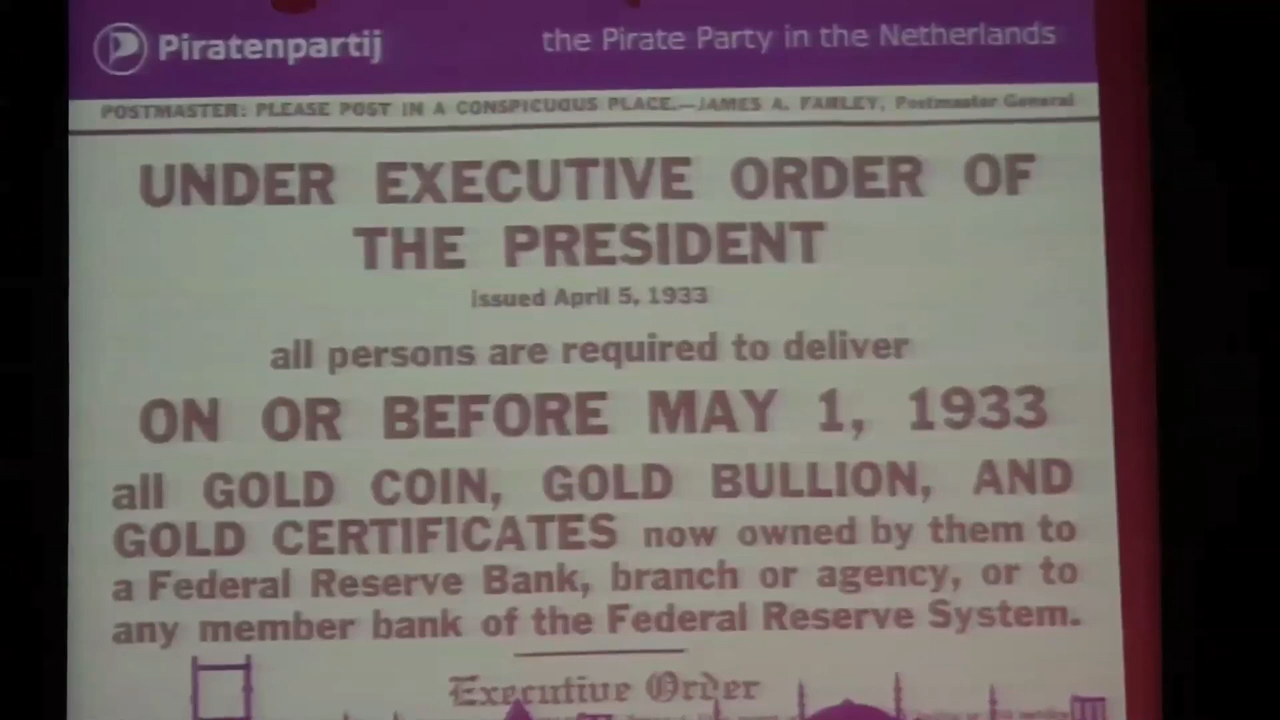 Piratenpartij
the Pirate Party in the Netherlands
POSTMASTER: PLEASE POST IN A CONSPICUOUS PLACE.—JAMES A. FARLEY, Postmaster General
UNDER EXECUTIVE ORDER OF
THE PRESIDENT
issued April 5, 1933
all persons are required to deliver
ON OR BEFORE MAY 1, 1933
all GOLD COIN, GOLD BULLION, AND
GOLD CERTIFICATES now owned by them to
a Federal Reserve Bank, branch or agency, or to
any member bank of the Federal Reserve System.
Executive Order